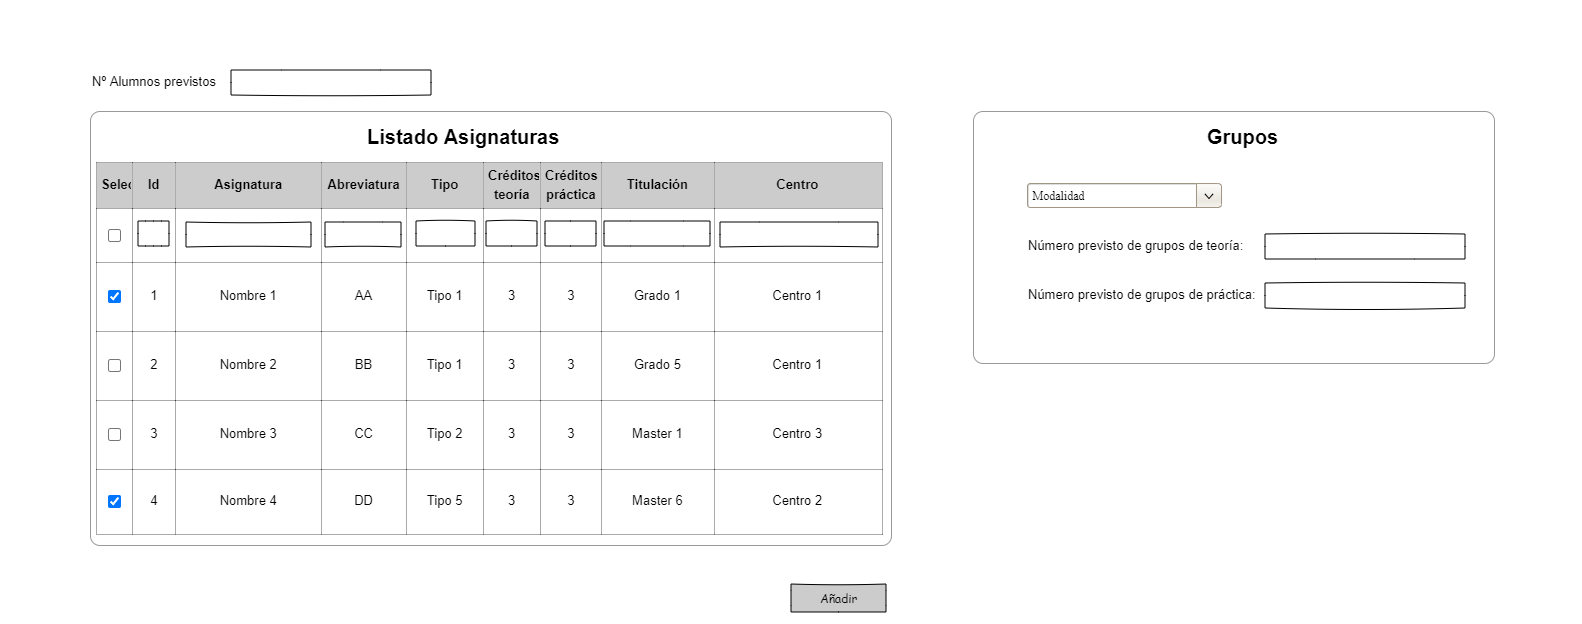 Nº Alumnos previstos
Listado Asignaturas
Selec Id Asignatura Abreviatura Tipo Créditos teoría Créditos práctica Titulación Centro
1 Nombre 1 AA Tipo 1 3 3 Grado 1 Centro 1
2 Nombre 2 BB Tipo 1 3 3 Grado 5 Centro 1
3 Nombre 3 CC Tipo 2 3 3 Master 1 Centro 3
4 Nombre 4 DD Tipo 5 3 3 Master 6 Centro 2
Añadir
Grupos
Modalidad
Número previsto de grupos de teoría:
Número previsto de grupos de práctica: